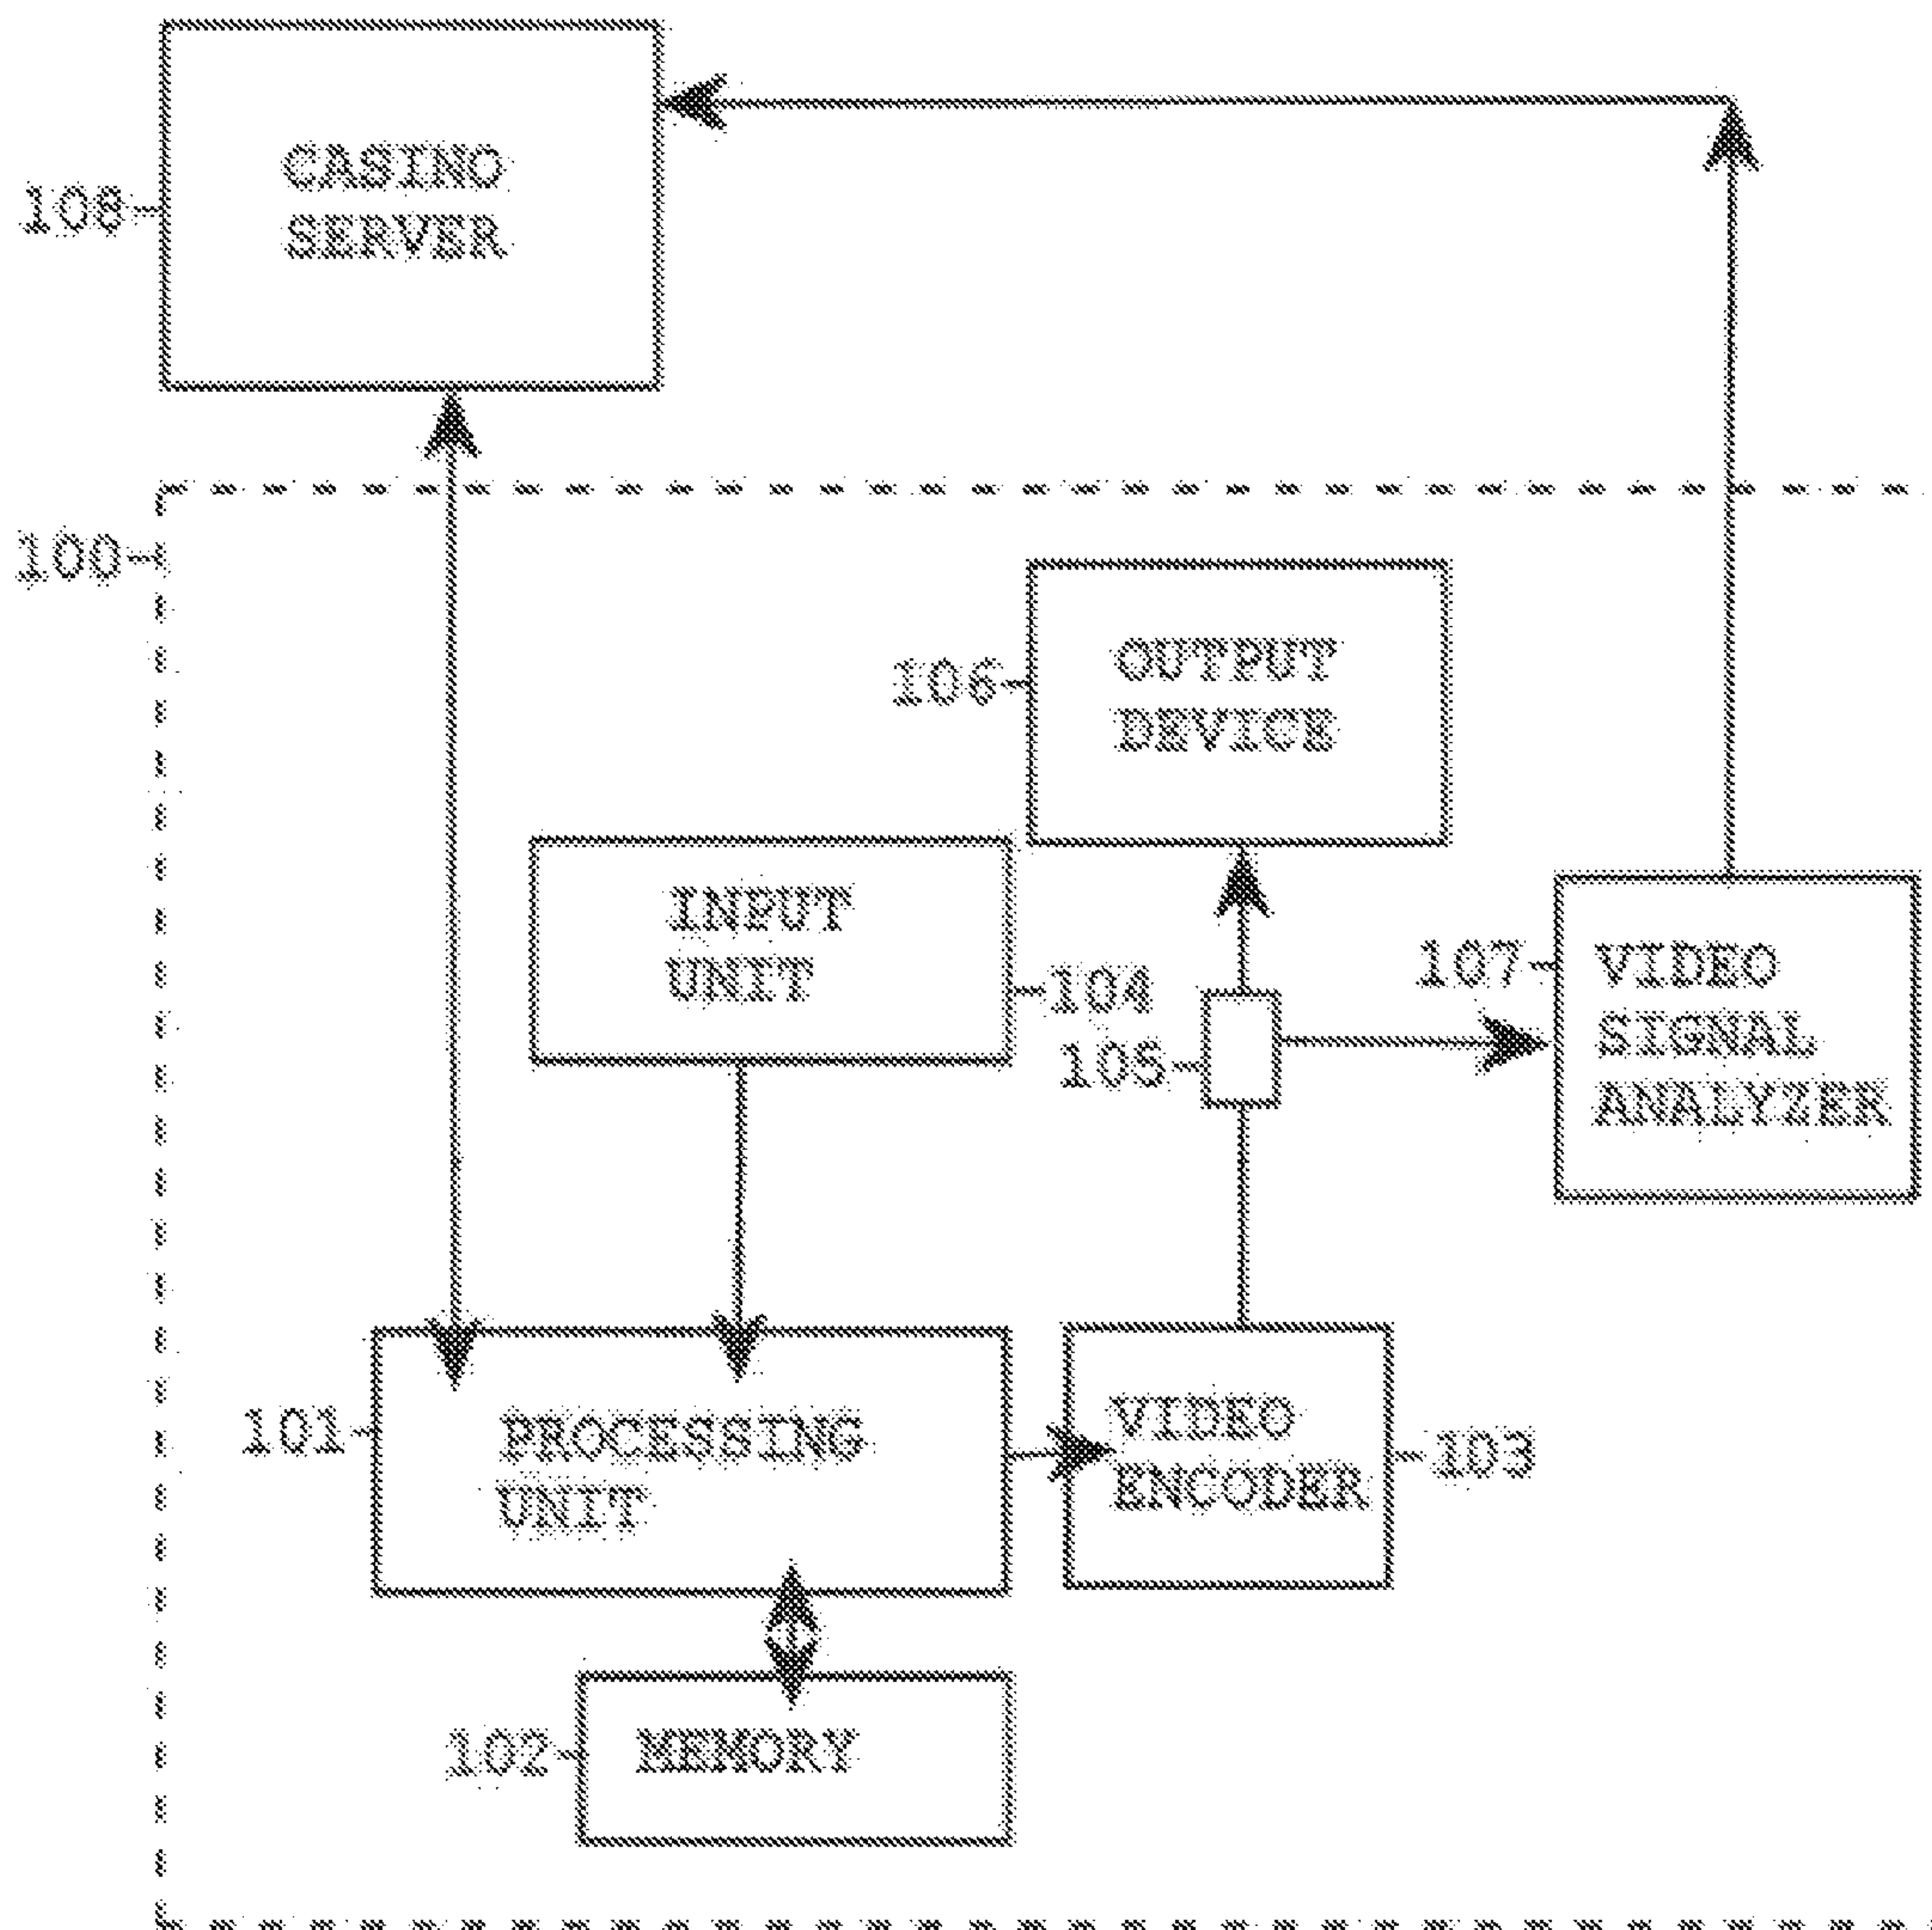 CASINO
SERVER
108
100
OUTPUT
DEVICE
106
INPUT
UNIT
104
105
107
VIDEO
SIGNAL
ANALYZER
101
PROCESSING
UNIT
VIDEO
ENCODER
103
102
MEMORY